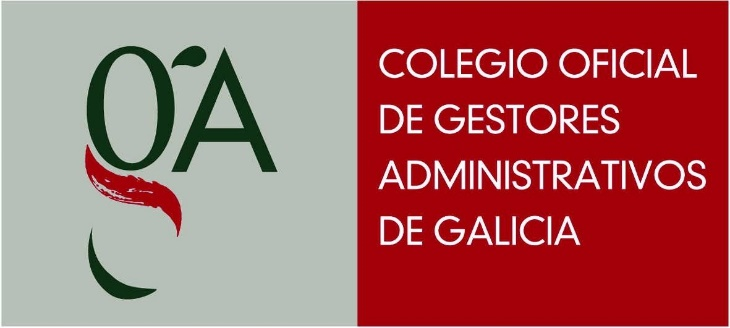 gA
COLEGIO OFICIAL
DE GESTORES
ADMINISTRATIVOS
DE GALICIA